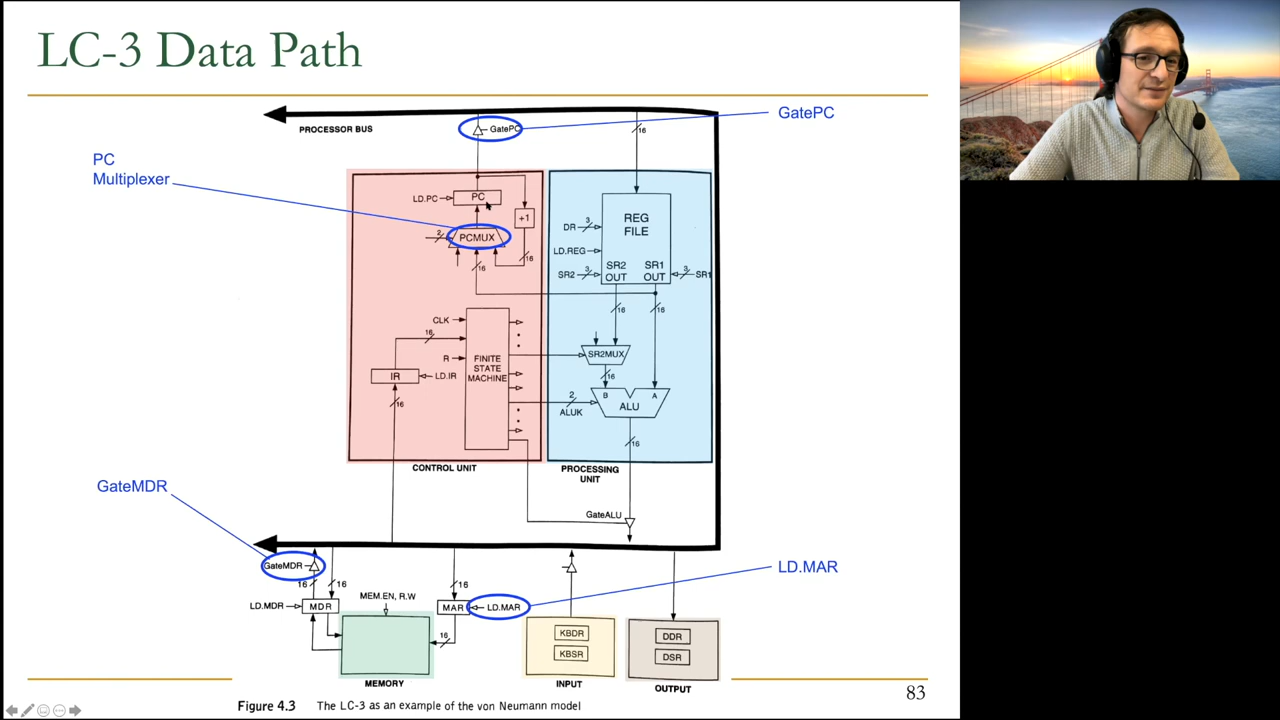 LC-3 Data Path
PROCESSOR BUS
GatePC
GatePC
16
PC
Multiplexer
LD.PC
PC
+1
2
PCMUX
16
16
REG
FILE
DR
3
LD.REG
SR2
3
SR2
OUT
SR1
OUT
3
SR1
16
16
CLK
16
R
FINITE
STATE
MACHINE
IR
LD.IR
16
SR2MUX
16
2
ALUK
B
A
ALU
16
CONTROL UNIT
PROCESSING
UNIT
GateMDR
GateALU
GateMDR
LD.MAR
16
16
16
LD.MDR
MDR
MEM.EN, R.W
MAR
LD.MAR
16
KBDR
KBSR
DDR
DSR
MEMORY
INPUT
OUTPUT
83
Figure 4.3 The LC-3 as an example of the von Neumann model